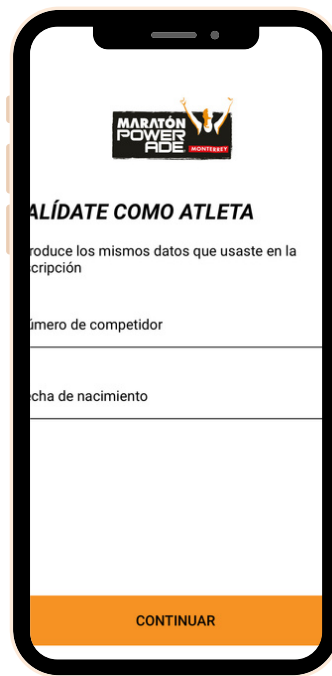 MARATÓN
POWER
ADE
MONTERREY
ALÍDATE COMO ATLETA
roduce los mismos datos que usaste en la
cripción
úmero de competidor
echa de nacimiento
CONTINUAR